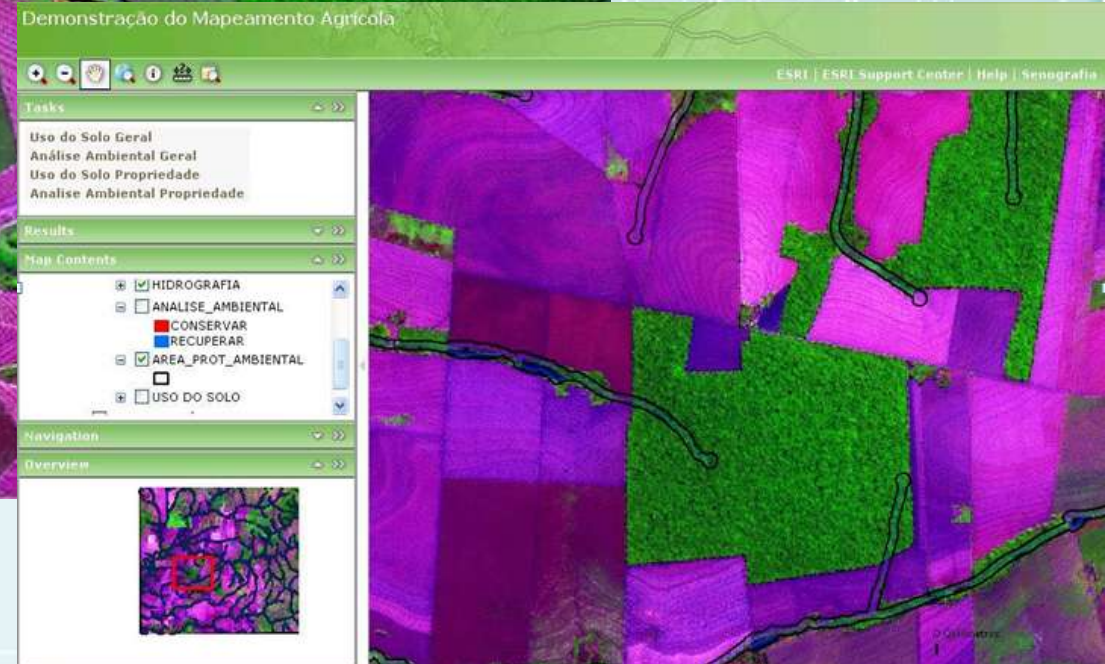 Demonstração do Mapeamento Agrícola
ESRI | ESRI Support Center | Help | Senografia
Tasks
Uso do Solo Geral
Análise Ambiental Geral
Uso do Solo Propriedade
Analise Ambiental Propriedade
Results
Map Contents
HIDROGRAFIA
ANALISE_AMBIENTAL
CONSERVAR
RECUPERAR
AREA_PROT_AMBIENTAL
USO DO SOLO
Navigation
Overview